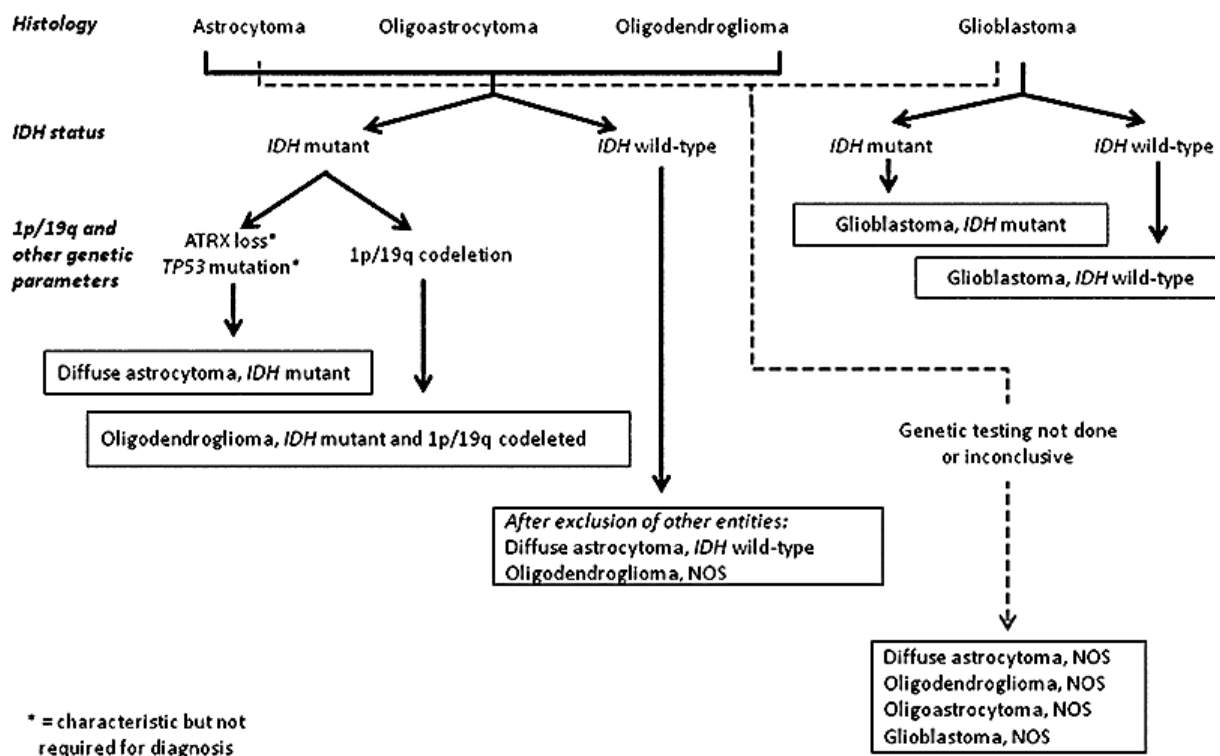 Histology
Astrocytoma
Oligoastrocytoma
Oligodendroglioma
Glioblastoma
IDH status
IDH mutant
IDH wild-type
IDH mutant
IDH wild-type
1p/19q and
other genetic
parameters
ATRX loss*
TP53 mutation*
1p/19q codeletion
Glioblastoma, IDH mutant
Glioblastoma, IDH wild-type
Diffuse astrocytoma, IDH mutant
Oligodendroglioma, IDH mutant and 1p/19q codeleted
Genetic testing not done
or inconclusive
After exclusion of other entities:
Diffuse astrocytoma, IDH wild-type
Oligodendroglioma, NOS
Diffuse astrocytoma, NOS
Oligodendroglioma, NOS
Oligoastrocytoma, NOS
Glioblastoma, NOS
* = characteristic but not
required for diagnosis